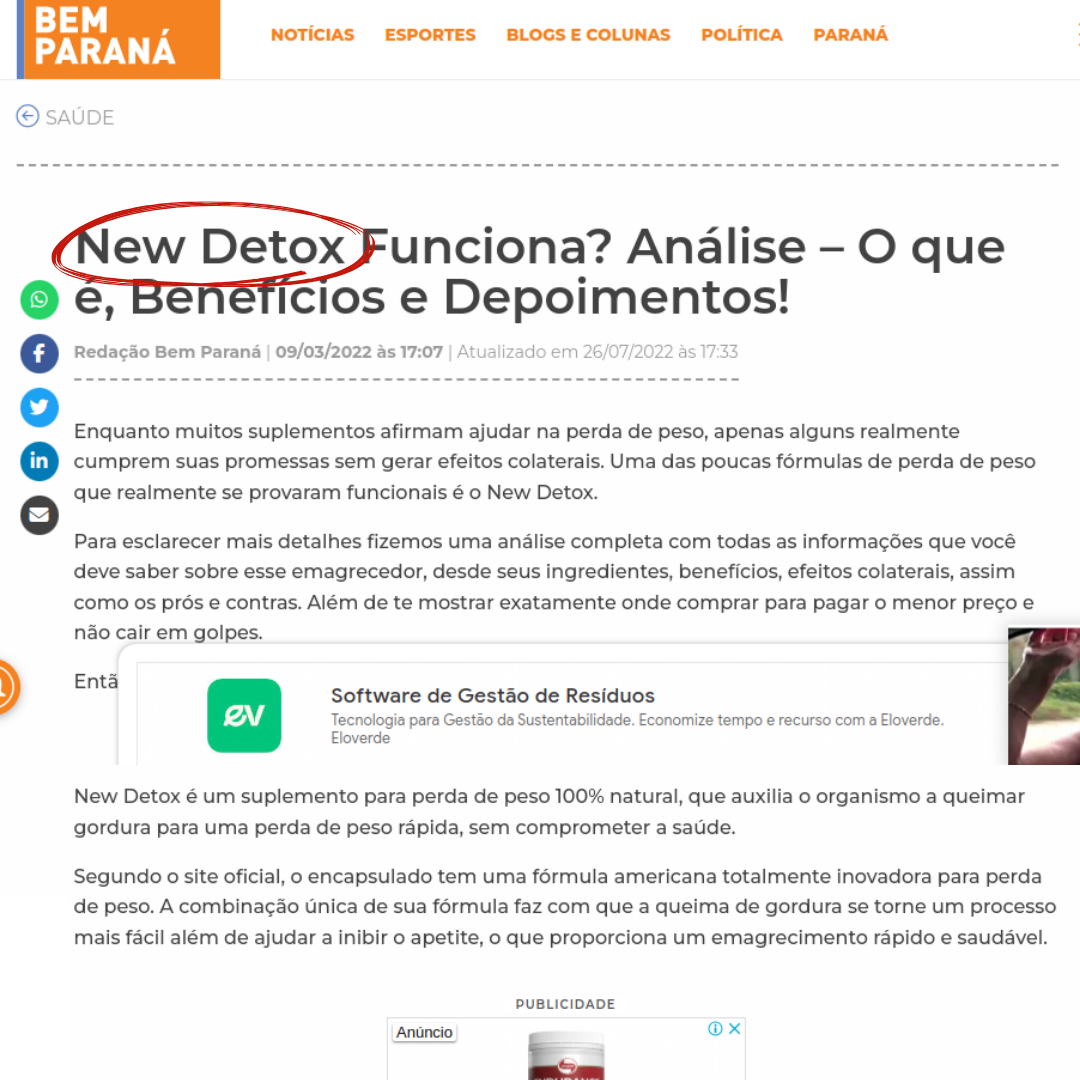 BEM
PARANÁ
NOTÍCIAS ESPORTES BLOGS E COLUNAS POLÍTICA PARANÁ
SAÚDE
New Detox Funciona? Análise – O que
é, Benefícios e Depoimentos!
Redação Bem Paraná | 09/03/2022 às 17:07 | Atualizado em 26/07/2022 às 17:33
Enquanto muitos suplementos afirmam ajudar na perda de peso, apenas alguns realmente
cumprem suas promessas sem gerar efeitos colaterais. Uma das poucas fórmulas de perda de peso
que realmente se provaram funcionais é o New Detox.
Para esclarecer mais detalhes fizemos uma análise completa com todas as informações que você
deve saber sobre esse emagrecedor, desde seus ingredientes, benefícios, efeitos colaterais, assim
como os prós e contras. Além de te mostrar exatamente onde comprar para pagar o menor preço e
não cair em golpes.
Entã
ev
Software de Gestão de Resíduos
Tecnologia para Gestão da Sustentabilidade. Economize tempo e recurso com a Eloverde.
Eloverde
New Detox é um suplemento para perda de peso 100% natural, que auxilia o organismo a queimar
gordura para uma perda de peso rápida, sem comprometer a saúde.
Segundo o site oficial, o encapsulado tem uma fórmula americana totalmente inovadora para perda
de peso. A combinação única de sua fórmula faz com que a queima de gordura se torne um processo
mais fácil além de ajudar a inibir o apetite, o que proporciona um emagrecimento rápido e saudável.
PUBLICIDADE
Anúncio